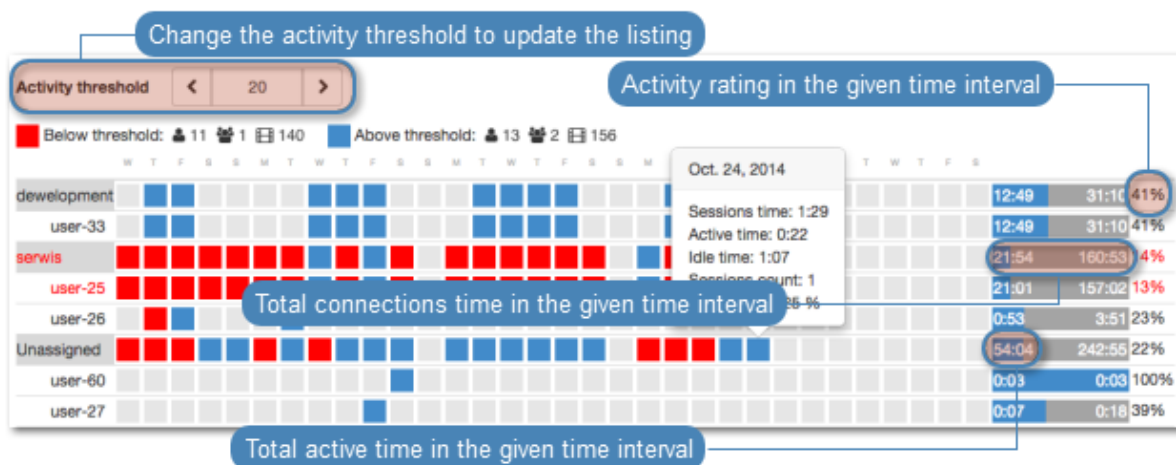 Change the activity threshold to update the listing
Activity rating in the given time interval
Activity threshold 20
Below threshold: 11 1 140 Above threshold: 13 2 156
W T F S S M T W T F S S M T W T F S S M T W T F S
Oct. 24, 2014
Sessions time: 1:29
Active time: 0:22
Idle time: 1:07
Sessions count: 1
25 %
dewelopment 12:49 31:10 41%
user-33 12:49 31:10 41%
serwis 21:54 160:53 4%
user-25 21:01 157:02 13%
Total connections time in the given time interval
user-26 0:53 3:51 23%
Unassigned 54:04 242:55 22%
user-60 0:03 0:03 100%
user-27 0:07 0:18 39%
Total active time in the given time interval